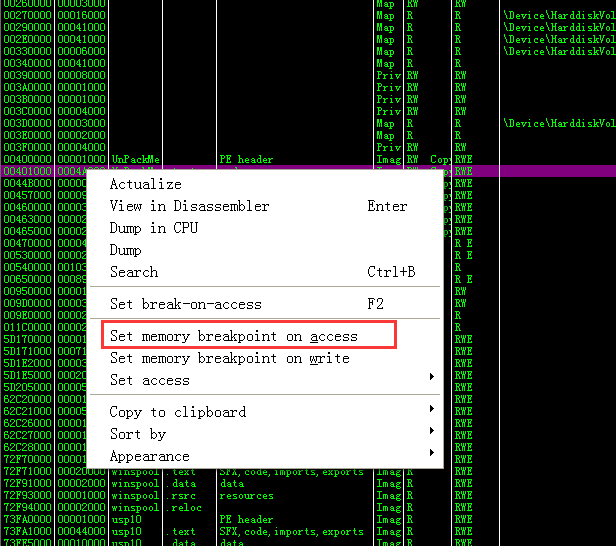 00260000 00003000 Map RW RW
00270000 00016000 Map R R \Device\HarddiskVol
00290000 00041000 Map R R \Device\HarddiskVol
002E0000 00041000 Map R R \Device\HarddiskVol
00330000 00006000 Map R R \Device\HarddiskVol
00340000 00041000 Map R R
00390000 00008000 Priv RW RW
003A0000 00001000 Priv RW RW
003B0000 00001000 Priv RW RW
003C0000 00004000 Priv RW RW
003D0000 00003000 Map R R \Device\HarddiskVol
003E0000 00002000 Map R R
003F0000 00004000 Priv RW RW
00400000 00001000 UnPackMe PE header Imag RW Copy RWE
00401000 0004A000 RWE
0044B000 RWE
00457000 RWE
00460000 RWE
00463000 RWE
00465000 RWE
00470000 R E
00530000 R E
00540000 R
00650000 R E
00950000 RW
009D0000 RW
009E0000 R
011C0000 R
5D170000 RWE
5D171000 RWE
5D1E2000 RWE
5D1E5000 RWE
5D205000 RWE
62C20000 RWE
62C21000 RWE
62C26000 RWE
62C27000 RWE
62C28000 RWE
72F70000 RWE
Actualize
View in Disassembler Enter
Dump in CPU
Dump
Search Ctrl+B
Set break-on-access F2
Set memory breakpoint on access
Set memory breakpoint on write
Set access
Copy to clipboard
Sort by
Appearance
72F71000 00020000 winspool .text SFX,code,imports,exports Imag R RWE
72F91000 00002000 winspool .data data Imag R RWE
72F93000 00001000 winspool .rsrc resources Imag R RWE
72F94000 00002000 winspool .reloc Imag R RWE
73FA0000 00001000 usp10 PE header Imag R RWE
73FA1000 00044000 usp10 .text SFX,code,imports,exports Imag R RWE
73FE5000 00010000 usp10 .data data Imag R RWE